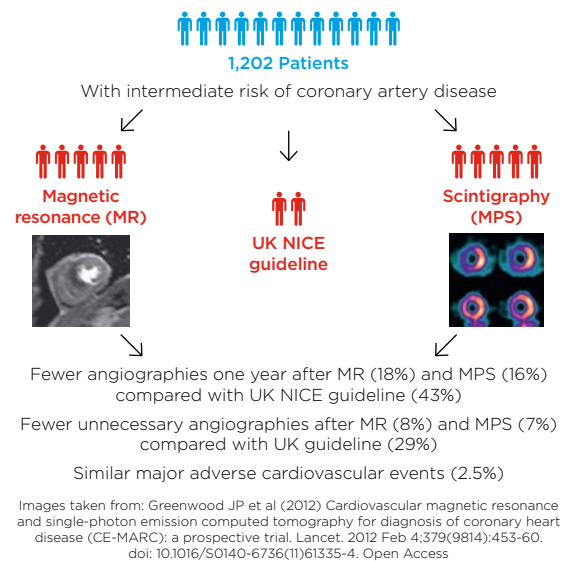 1,202 Patients
With intermediate risk of coronary artery disease
Magnetic
resonance (MR)
UK NICE
guideline
Scintigraphy
(MPS)
Fewer angiographies one year after MR (18%) and MPS (16%)
compared with UK NICE guideline (43%)
Fewer unnecessary angiographies after MR (8%) and MPS (7%)
compared with UK guideline (29%)
Similar major adverse cardiovascular events (2.5%)
Images taken from: Greenwood JP et al (2012) Cardiovascular magnetic resonance
and single-photon emission computed tomography for diagnosis of coronary heart
disease (CE-MARC): a prospective trial. Lancet. 2012 Feb 4;379(9814):453-60.
doi: 10.1016/S0140-6736(11)61335-4. Open Access